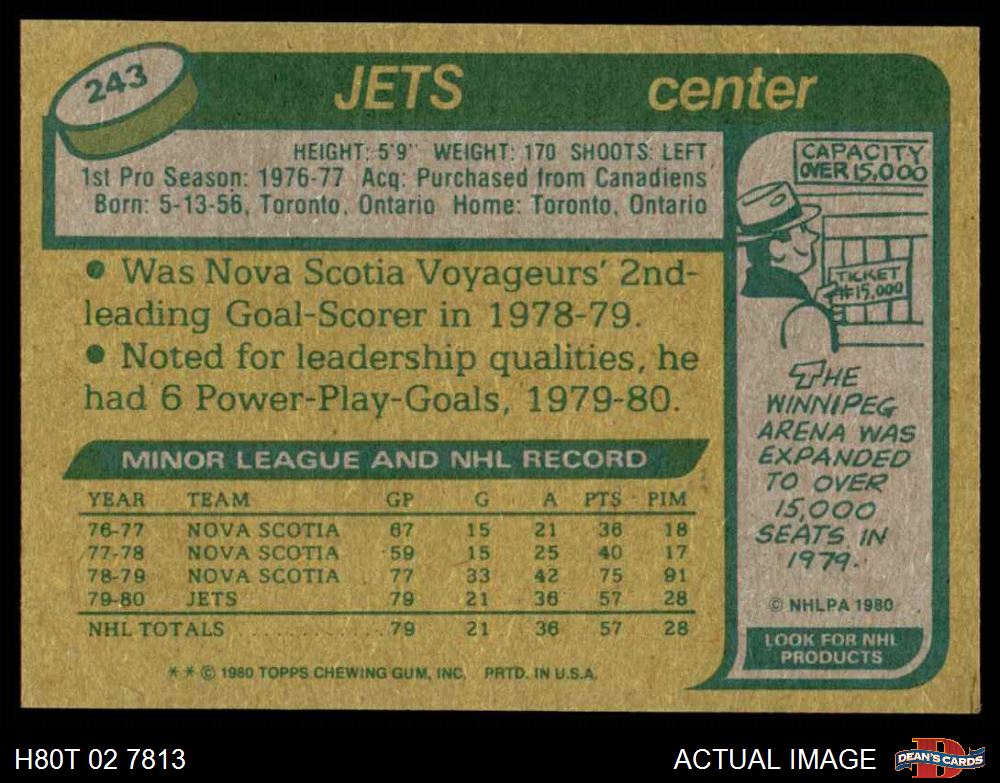 243
JETS center
HEIGHT: 5'9" WEIGHT: 170 SHOOTS: LEFT
1st Pro Season: 1976-77 Acq: Purchased from Canadiens
Born: 5-13-56, Toronto, Ontario Home: Toronto, Ontario
• Was Nova Scotia Voyageurs' 2nd-
leading Goal-Scorer in 1978-79.
• Noted for leadership qualities, he
had 6 Power-Play-Goals, 1979-80.
MINOR LEAGUE AND NHL RECORD
YEAR TEAM GP G A PTS PIM
76-77 NOVA SCOTIA 67 15 21 36 18
77-78 NOVA SCOTIA 59 15 25 40 17
78-79 NOVA SCOTIA 77 33 42 75 91
79-80 JETS 79 21 36 57 28
NHL TOTALS .......... 79 21 36 57 28
* * © 1980 TOPPS CHEWING GUM, INC. PRTD. IN U.S.A.
CAPACITY
OVER 15,000
TICKET
#15,000
THE
WINNIPEG
ARENA WAS
EXPANDED
TO OVER
15,000
SEATS IN
1979.
© NHLPA 1980
LOOK FOR NHL
PRODUCTS
H80T 02 7813
ACTUAL IMAGE
D
DEAN'S CARDS